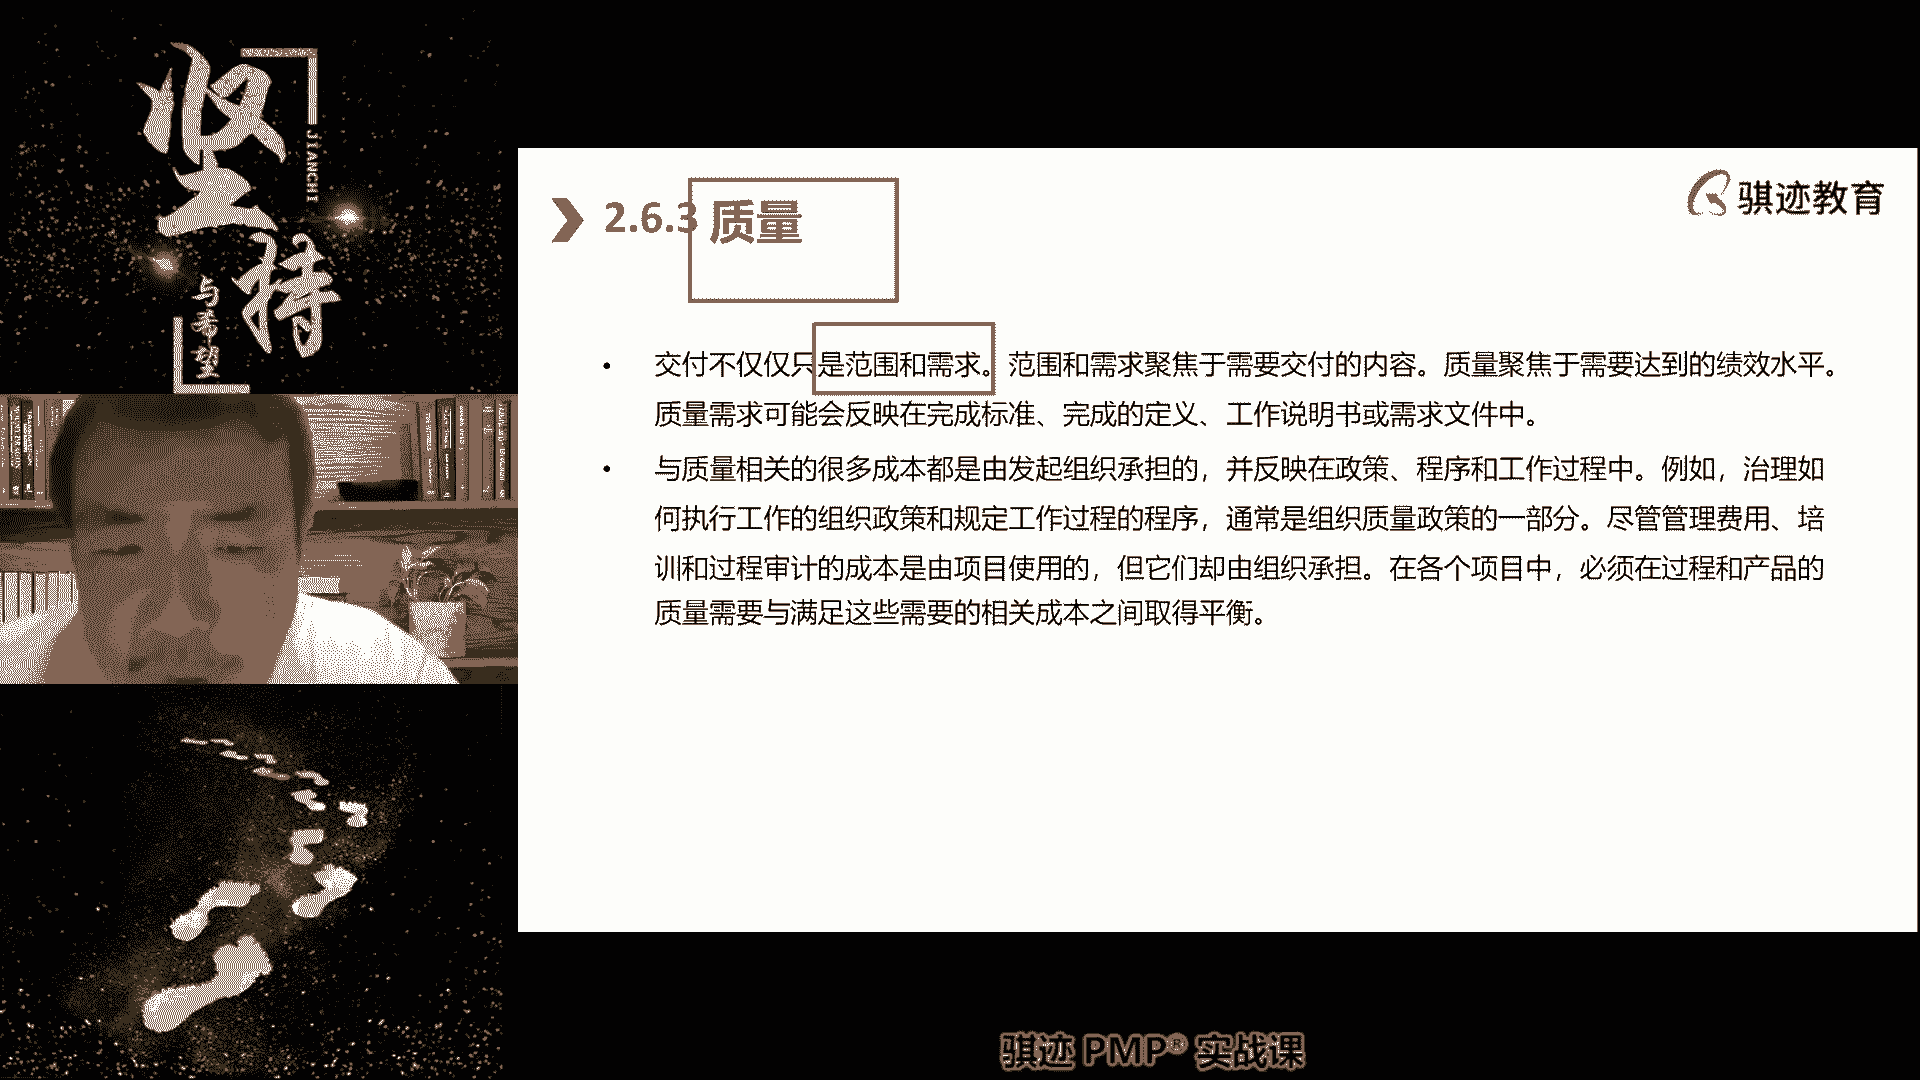 坚持
JIANCHI
与希望
2.6.3 质量
骐迹教育
• 交付不仅仅只是范围和需求。范围和需求聚焦于需要交付的内容。质量聚焦于需要达到的绩效水平。
质量需求可能会反映在完成标准、完成的定义、工作说明书或需求文件中。
• 与质量相关的很多成本都是由发起组织承担的，并反映在政策、程序和工作过程中。例如，治理如
何执行工作的组织政策和规定工作过程的程序，通常是组织质量政策的一部分。尽管管理费用、培
训和过程审计的成本是由项目使用的，但它们却由组织承担。在各个项目中，必须在过程和产品的
质量需要与满足这些需要的相关成本之间取得平衡。
骐迹 PMP® 实战课